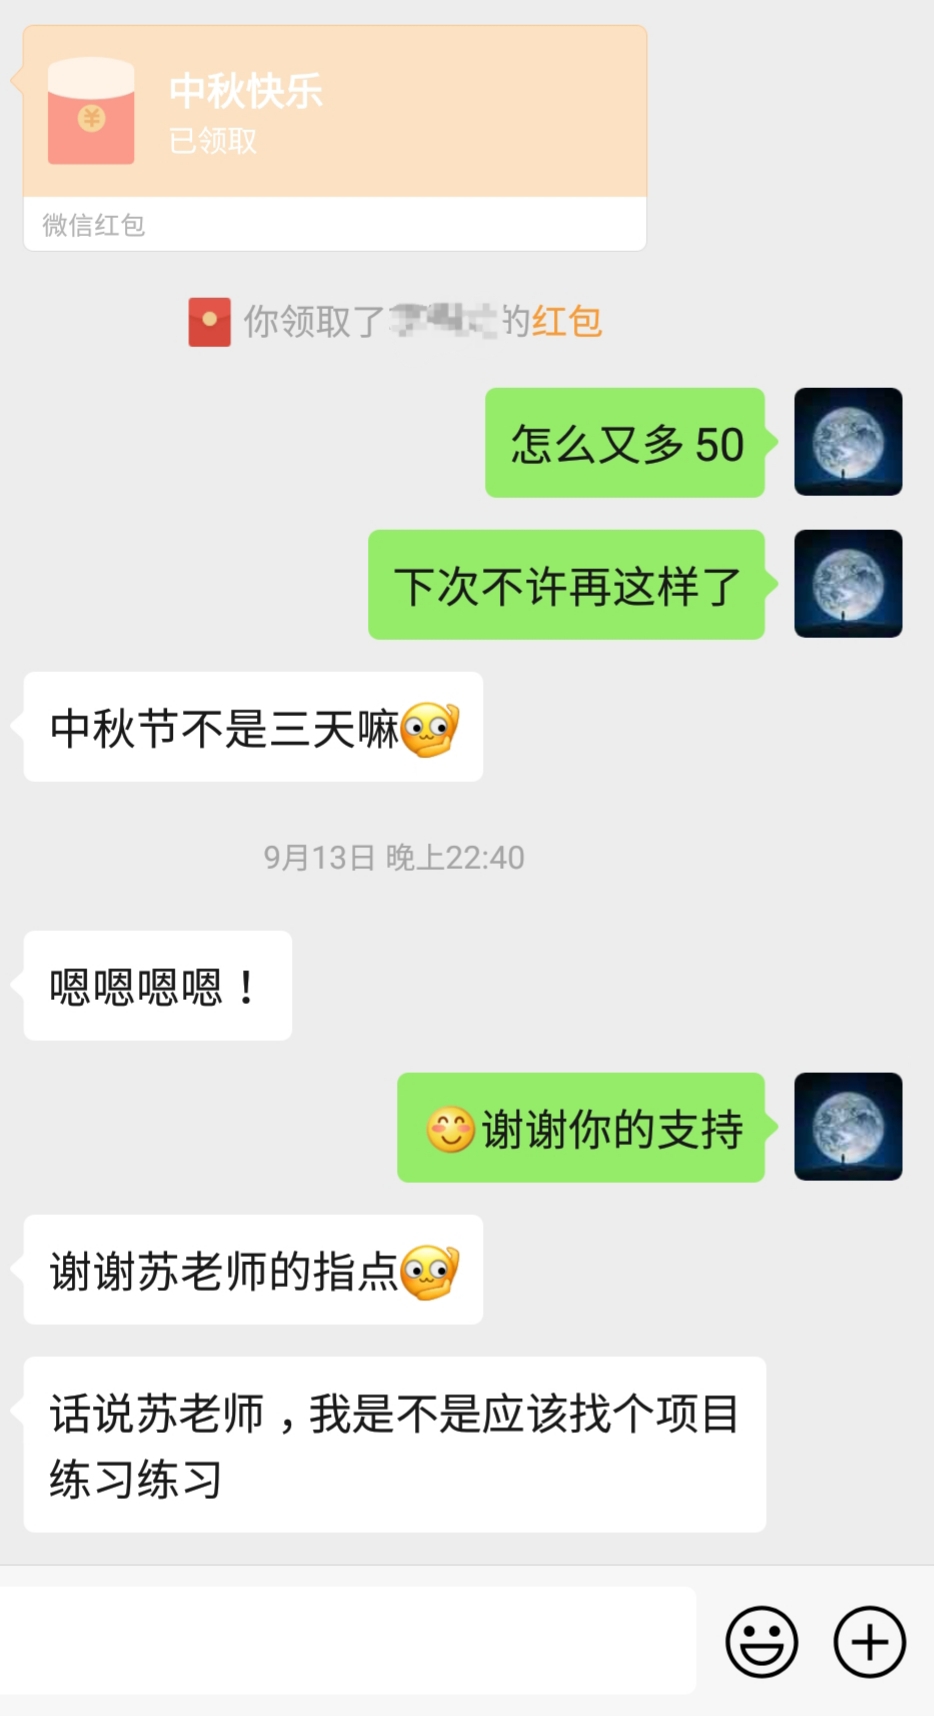 中秋快乐
已领取
微信红包
你领取了 的红包
怎么又多 50
下次不许再这样了
中秋节不是三天嘛
9月13日 晚上22:40
嗯嗯嗯嗯！
谢谢你的支持
谢谢苏老师的指点
话说苏老师，我是不是应该找个项目
练习练习